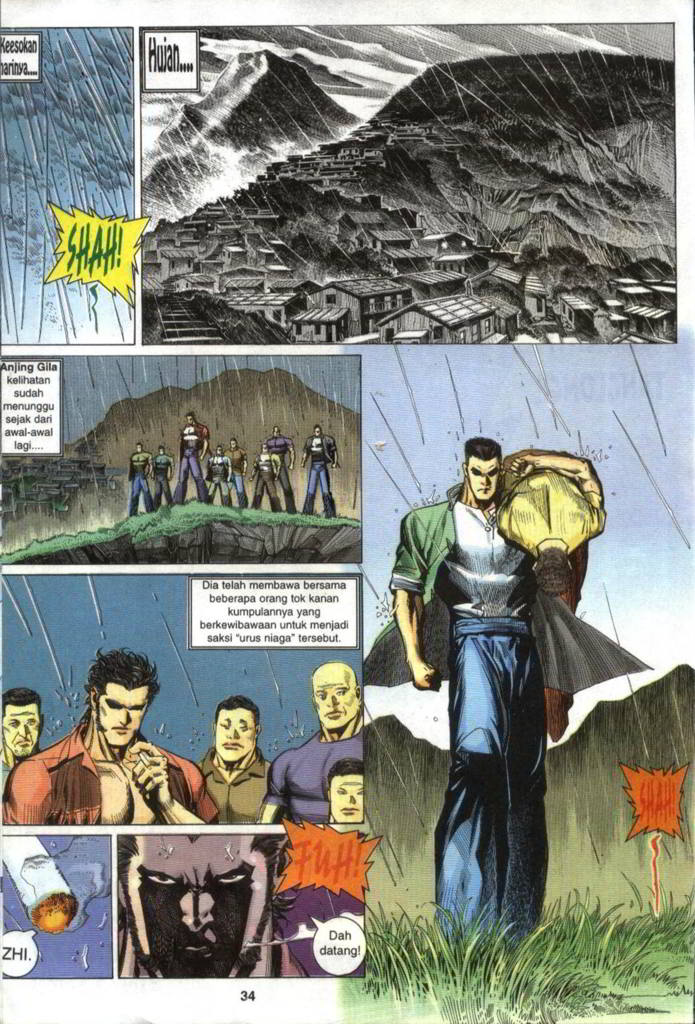 Keesokan
harinya....
Hujan....
SHAH!
Anjing Gila
kelihatan
sudah
menunggu
sejak dari
awal-awal
lagi....
Dia telah membawa bersama
beberapa orang tok kanan
kumpulannya yang
berkewibawaan untuk menjadi
saksi "urus niaga" tersebut.
SHAH!
ZHI.
FUH!
Dah
datang!
34